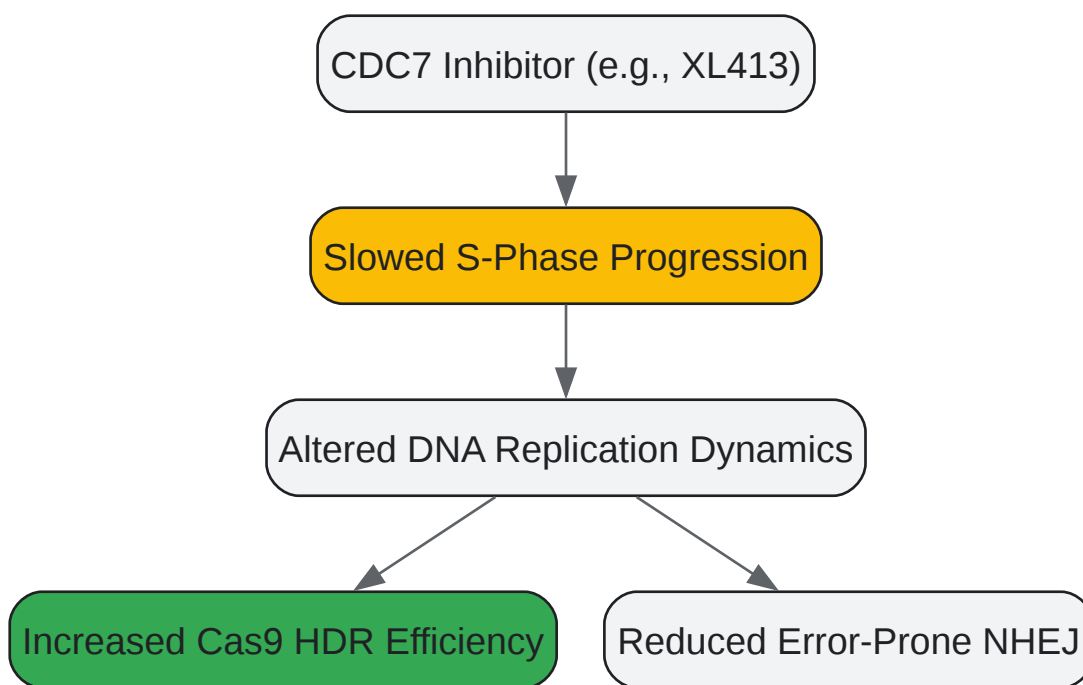 CDC7 Inhibitor (e.g., XL413)
Slowed S-Phase Progression
Altered DNA Replication Dynamics
Increased Cas9 HDR Efficiency
Reduced Error-Prone NHEJ